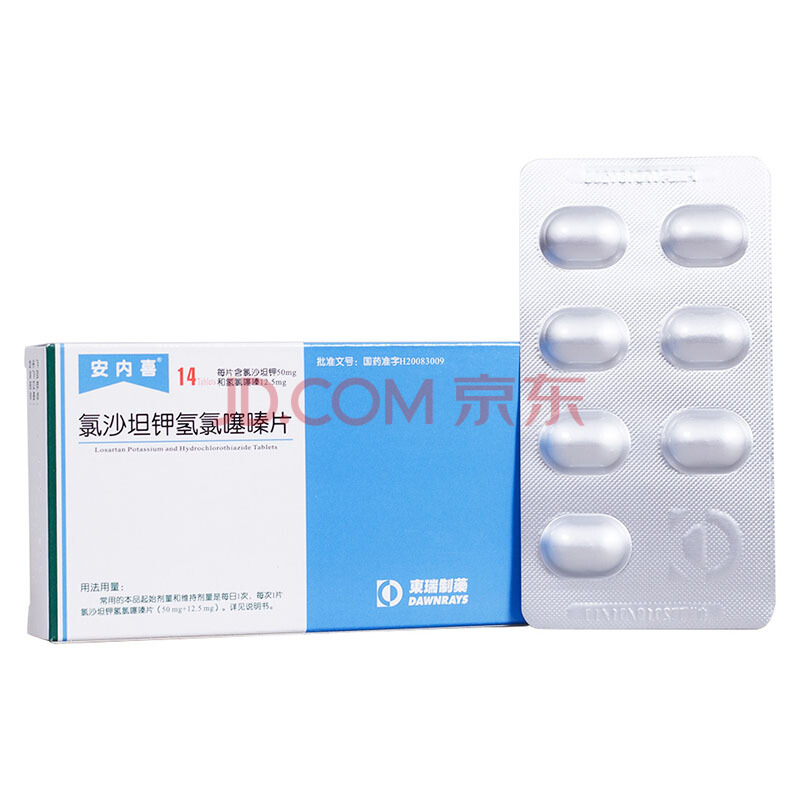 安内喜®
14 Tablets
每片含氯沙坦钾50mg
和氢氯噻嗪12.5mg
批准文号：国药准字H20083009
JD.COM 京东
氯沙坦钾氢氯噻嗪片
Losartan Potassium and Hydrochlorothiazide Tablets
用法用量：
常用的本品起始剂量和维持剂量是每日1次，每次1片
氯沙坦钾氢氯噻嗪片（50mg+12.5mg）。详见说明书。
東瑞制藥
DAWNRAYS